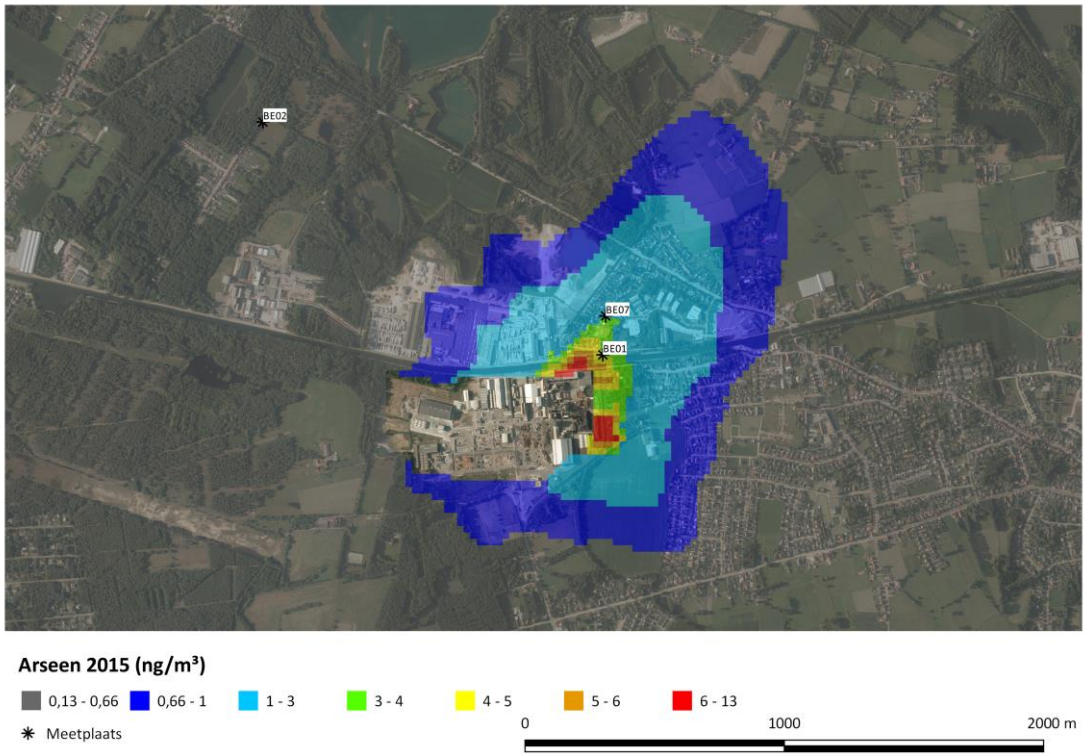 BE02
BE07
BE01
Arseen 2015 (ng/m³)
0,13 - 0,66 0,66 - 1 1 - 3 3 - 4 4 - 5 5 - 6 6 - 13
Meetplaats
0 1000 2000 m